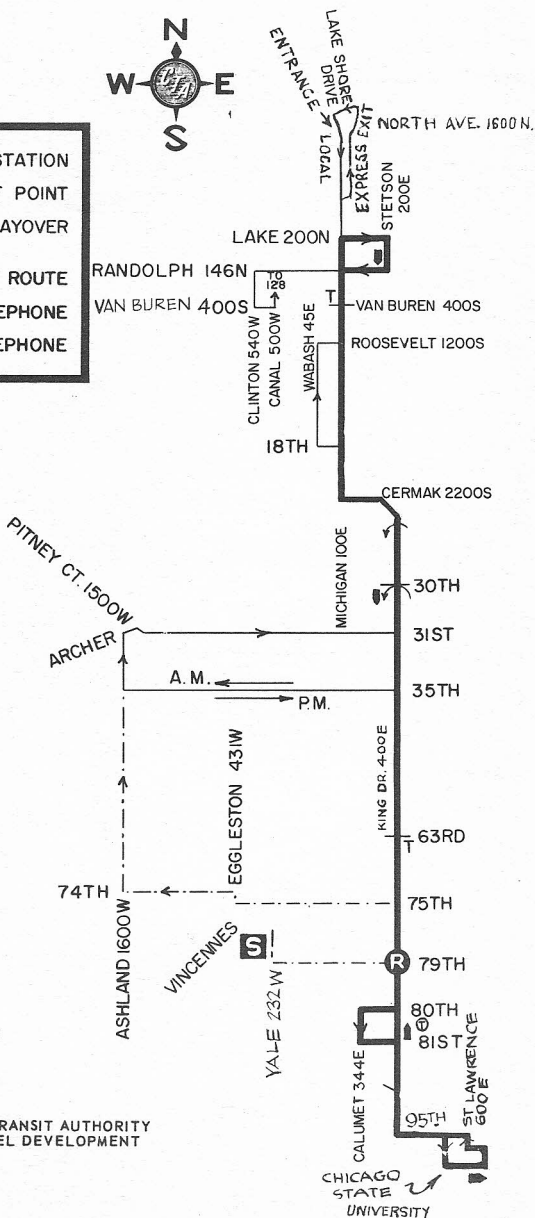 N
W E
S
LAKE SHORE
DRIVE
ENTRANCE
LOCAL
EXPRESS EXIT
NORTH AVE. 1600 N.
STETSON
200E
STATION
T POINT
AYOVER
ROUTE
EPHONE
EPHONE
LAKE 200N
RANDOLPH 146N
TO
128
VAN BUREN 400S
T
VAN BUREN 400S
CLINTON 540W
CANAL 500W
WABASH 45E
ROOSEVELT 1200S
18TH
CERMAK 2200S
MICHIGAN 100E
30TH
PITNEY CT. 1500W
31ST
ARCHER
A.M.
P.M.
35TH
EGGLESTON 431W
KING DR. 400E
63RD
T
74TH
75TH
ASHLAND 1600W
VINCENNES
S
R
79TH
YALE 232W
80TH
T
81ST
CALUMET 344E
ST LAWRENCE
600E
95TH
RANSIT AUTHORITY
EL DEVELOPMENT
CHICAGO
STATE
UNIVERSITY